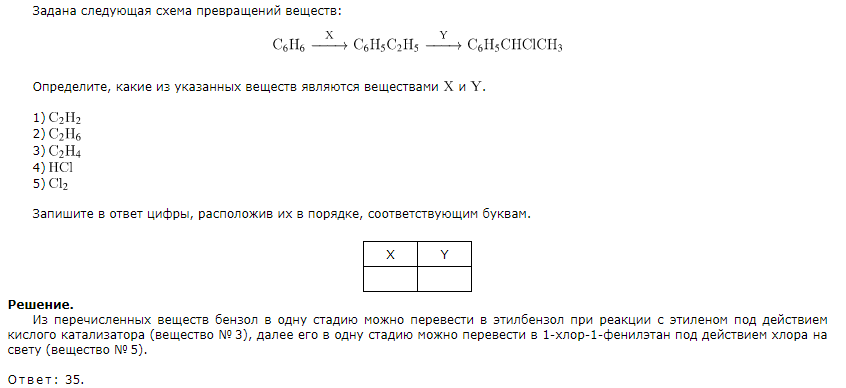 Задана следующая схема превращений веществ:
X Y
C₆H₆ ⟶ C₆H₅C₂H₅ ⟶ C₆H₅CHClCH₃
Определите, какие из указанных веществ являются веществами X и Y.
1) C₂H₂
2) C₂H₆
3) C₂H₄
4) HCl
5) Cl₂
Запишите в ответ цифры, расположив их в порядке, соответствующим буквам.
X Y
Решение.
Из перечисленных веществ бензол в одну стадию можно перевести в этилбензол при реакции с этиленом под действием
кислого катализатора (вещество № 3), далее его в одну стадию можно перевести в 1-хлор-1-фенилэтан под действием хлора на
свету (вещество № 5).
Ответ: 35.